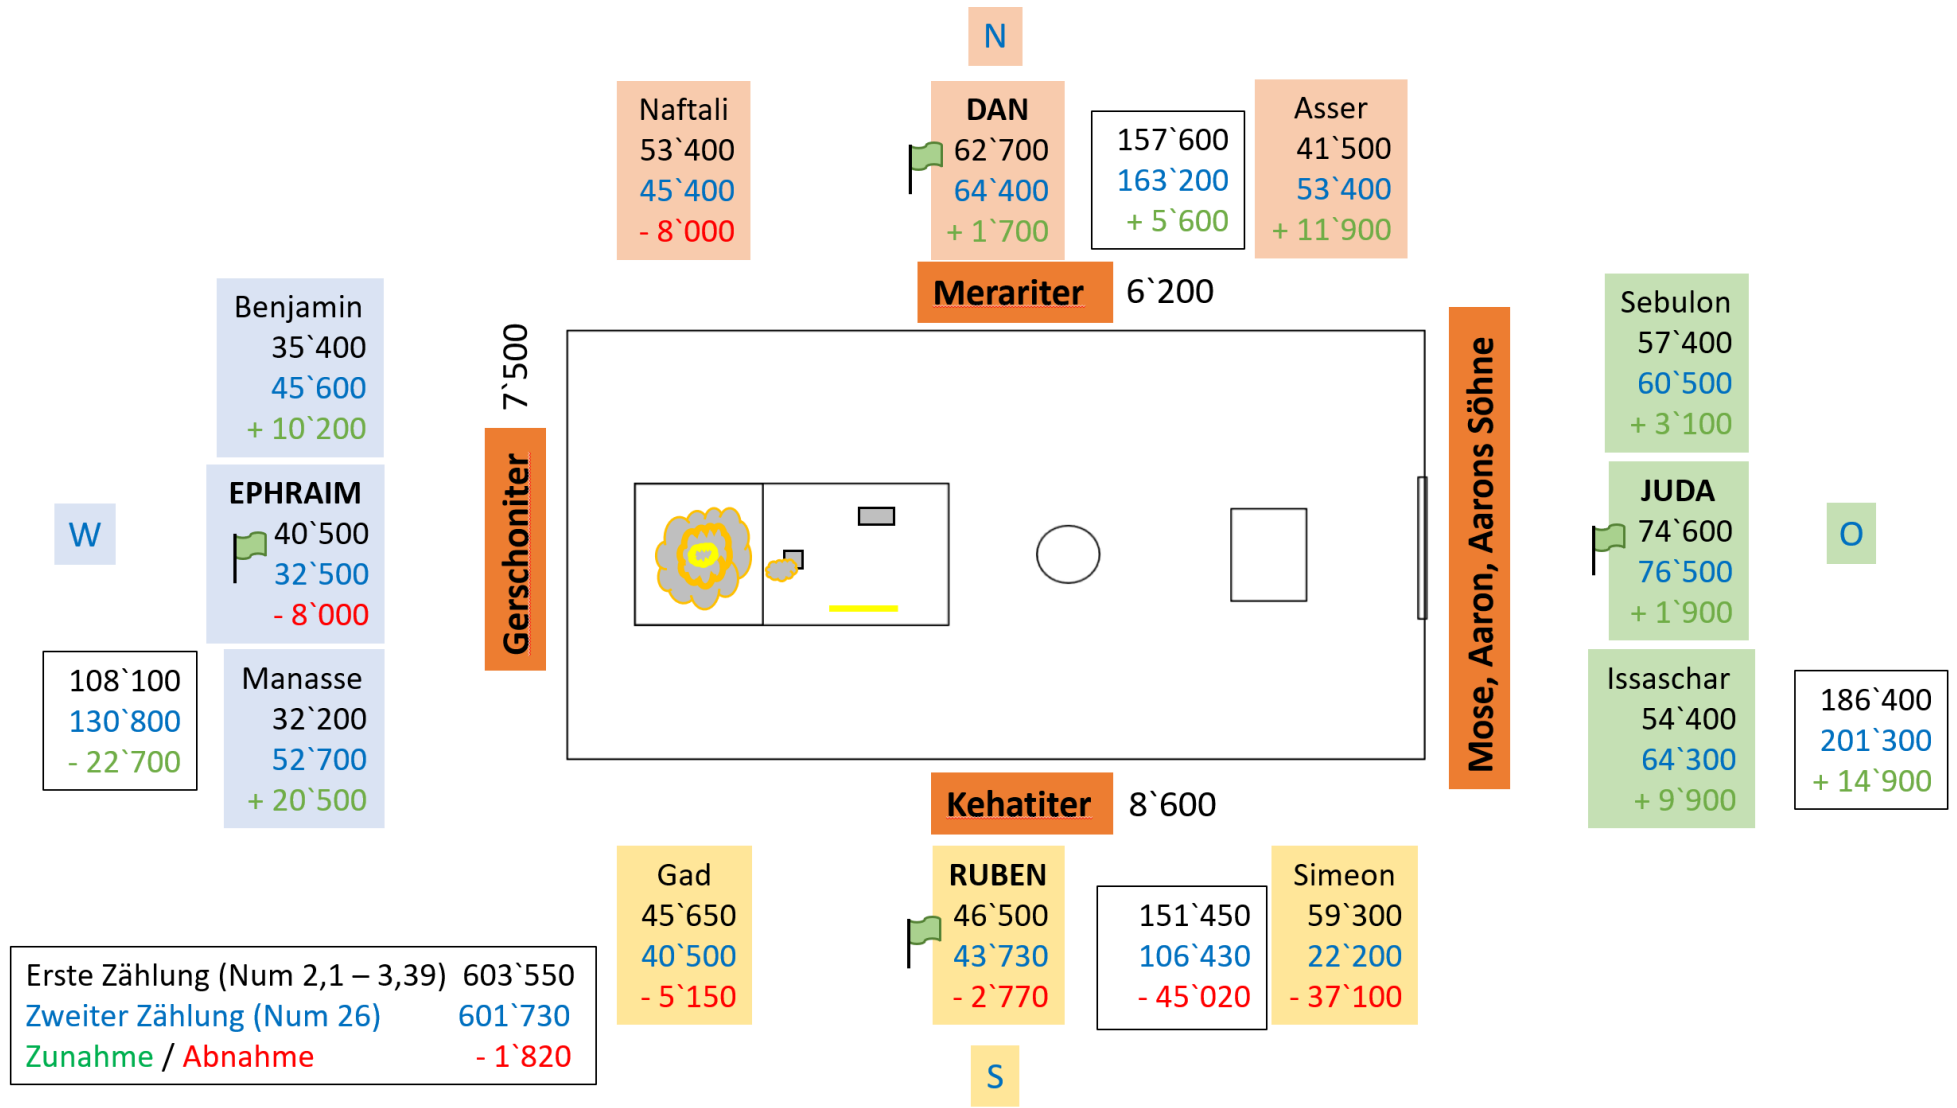 N
Naftali
53`400
45`400
- 8`000
DAN
62`700
64`400
+ 1`700
157`600
163`200
+ 5`600
Asser
41`500
53`400
+ 11`900
Merariter
6`200
Benjamin
35`400
45`600
+ 10`200
7`500
Gerschoniter
Mose, Aaron, Aarons Söhne
Sebulon
57`400
60`500
+ 3`100
W
EPHRAIM
40`500
32`500
- 8`000
JUDA
74`600
76`500
+ 1`900
O
108`100
130`800
- 22`700
Manasse
32`200
52`700
+ 20`500
Issaschar
54`400
64`300
+ 9`900
186`400
201`300
+ 14`900
Kehatiter
8`600
Gad
45`650
40`500
- 5`150
RUBEN
46`500
43`730
- 2`770
151`450
106`430
- 45`020
Simeon
59`300
22`200
- 37`100
Erste Zählung (Num 2,1 – 3,39) 603`550
Zweiter Zählung (Num 26) 601`730
Zunahme / Abnahme - 1`820
S